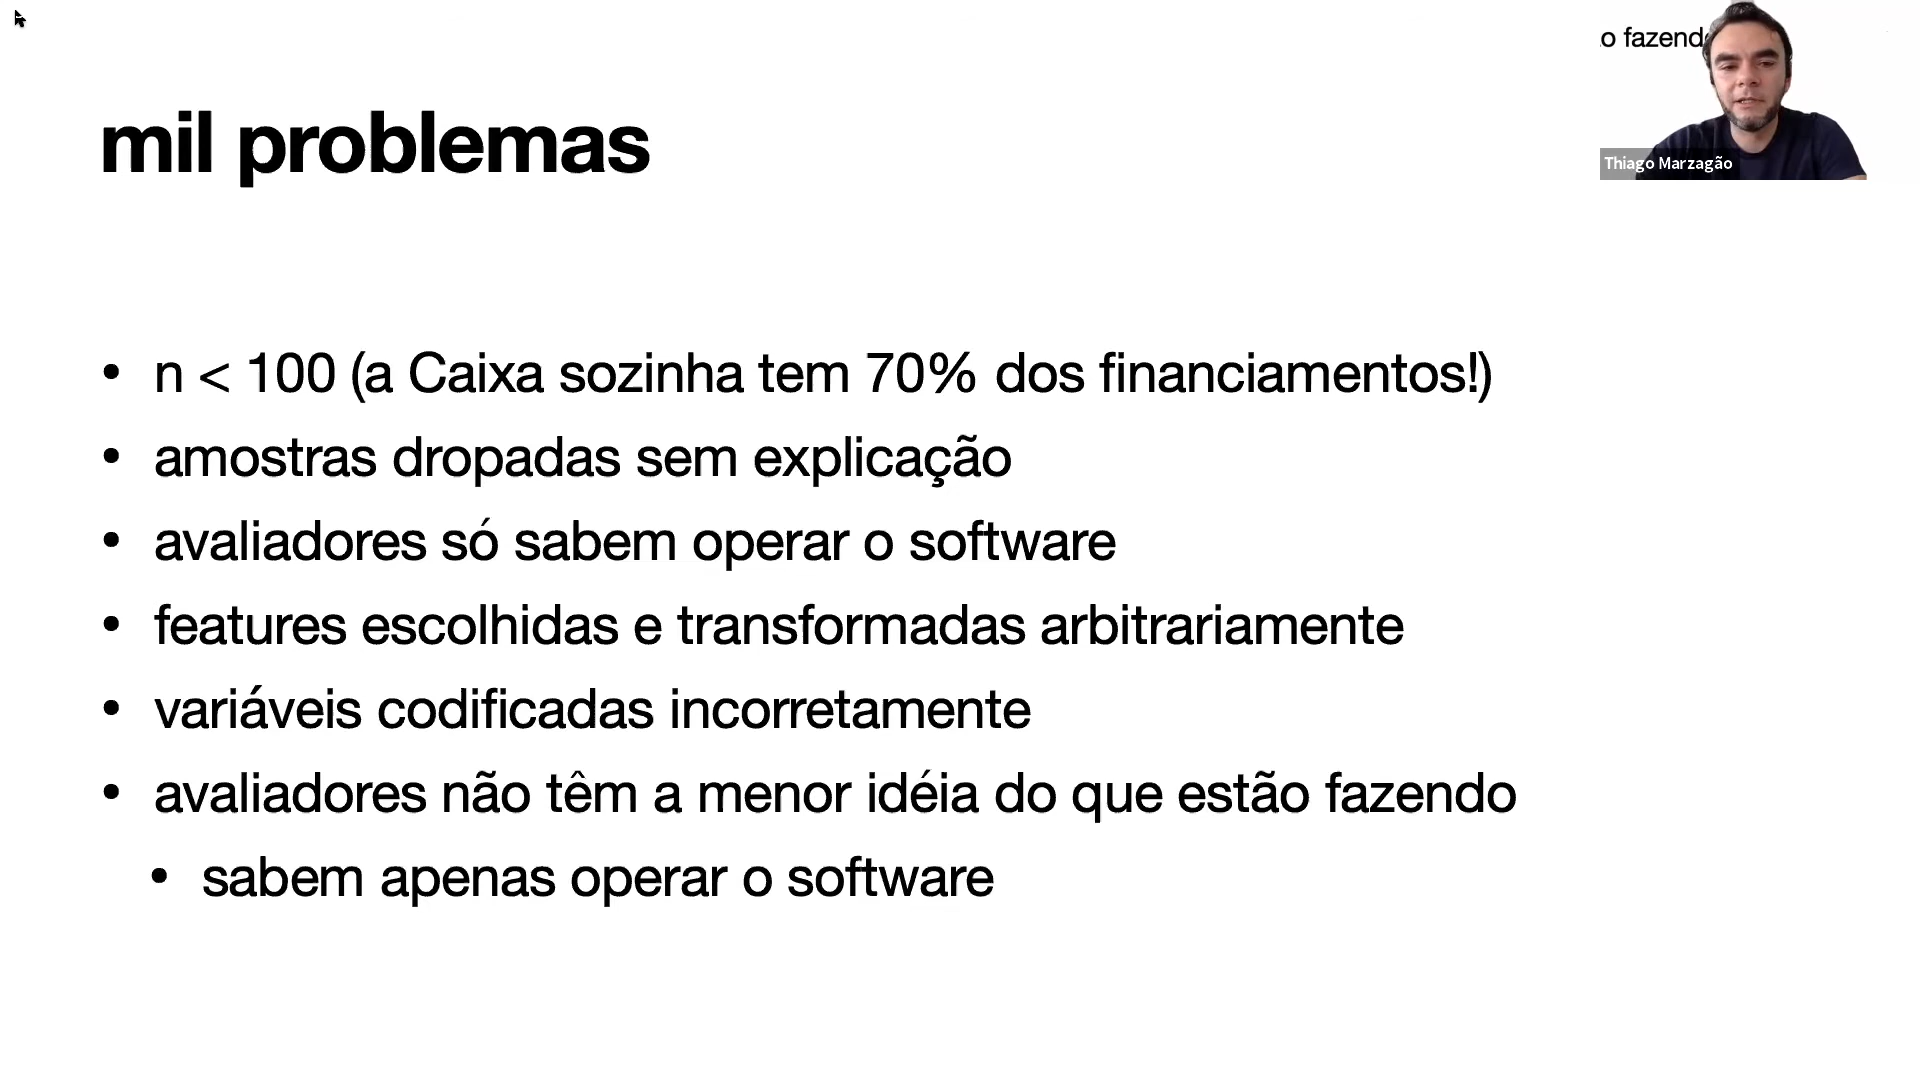 mil problemas
o fazend
Thiago Marzagão
• n < 100 (a Caixa sozinha tem 70% dos financiamentos!)
• amostras dropadas sem explicação
• avaliadores só sabem operar o software
• features escolhidas e transformadas arbitrariamente
• variáveis codificadas incorretamente
• avaliadores não têm a menor idéia do que estão fazendo
• sabem apenas operar o software